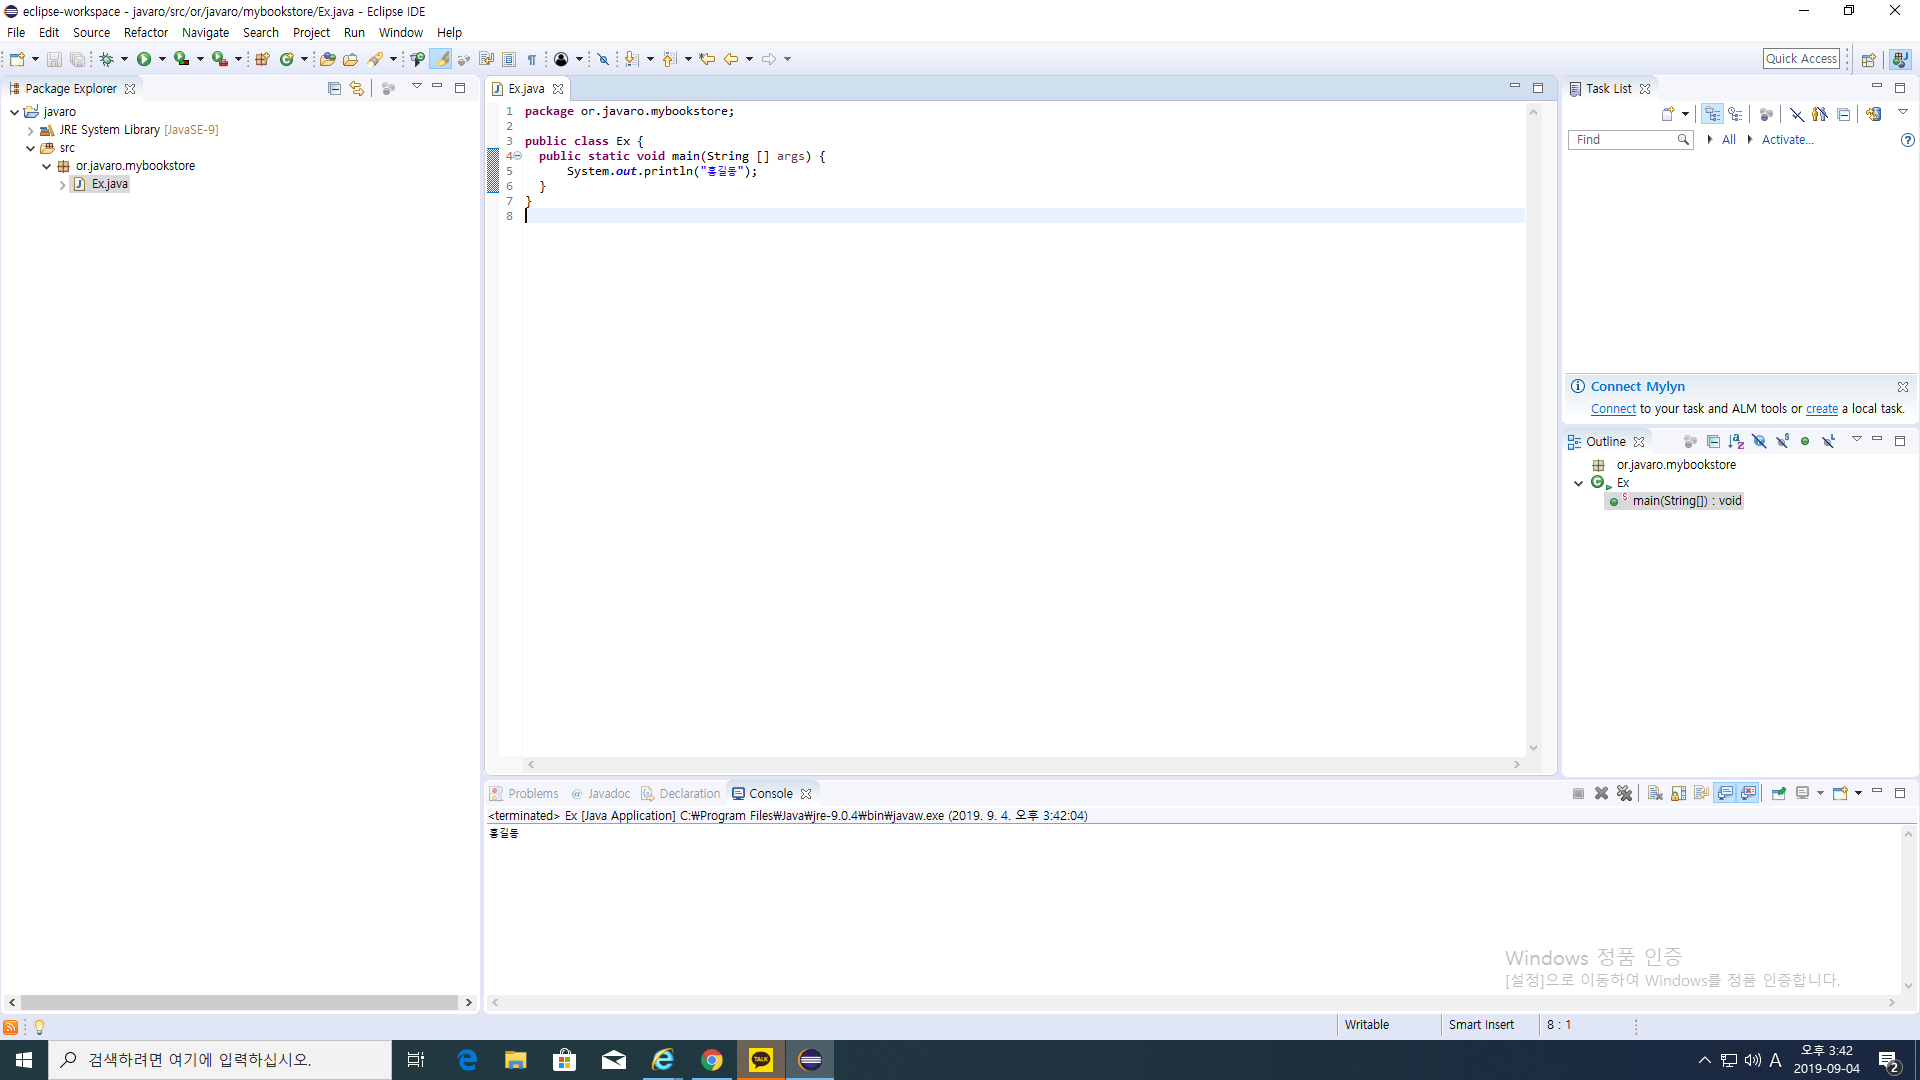 eclipse-workspace - javaro/src/or/javaro/mybookstore/Ex.java - Eclipse IDE
File Edit Source Refactor Navigate Search Project Run Window Help
Quick Access
Package Explorer
javaro
JRE System Library [JavaSE-9]
src
or.javaro.mybookstore
Ex.java
Ex.java
1 package or.javaro.mybookstore;
2
3 public class Ex {
4 public static void main(String [] args) {
5 System.out.println("홍길동");
6 }
7 }
8
Task List
Find
All
Activate...
Connect Mylyn
Connect to your task and ALM tools or create a local task.
Outline
or.javaro.mybookstore
Ex
main(String[]) : void
Problems @ Javadoc Declaration Console
<terminated> Ex [Java Application] C:₩Program Files₩Java₩jre-9.0.4₩bin₩javaw.exe (2019. 9. 4. 오후 3:42:04)
홍길동
Windows 정품 인증
[설정]으로 이동하여 Windows를 정품 인증합니다.
Writable Smart Insert 8 : 1
검색하려면 여기에 입력하십시오.
TALK
A
오후 3:42
2019-09-04
2